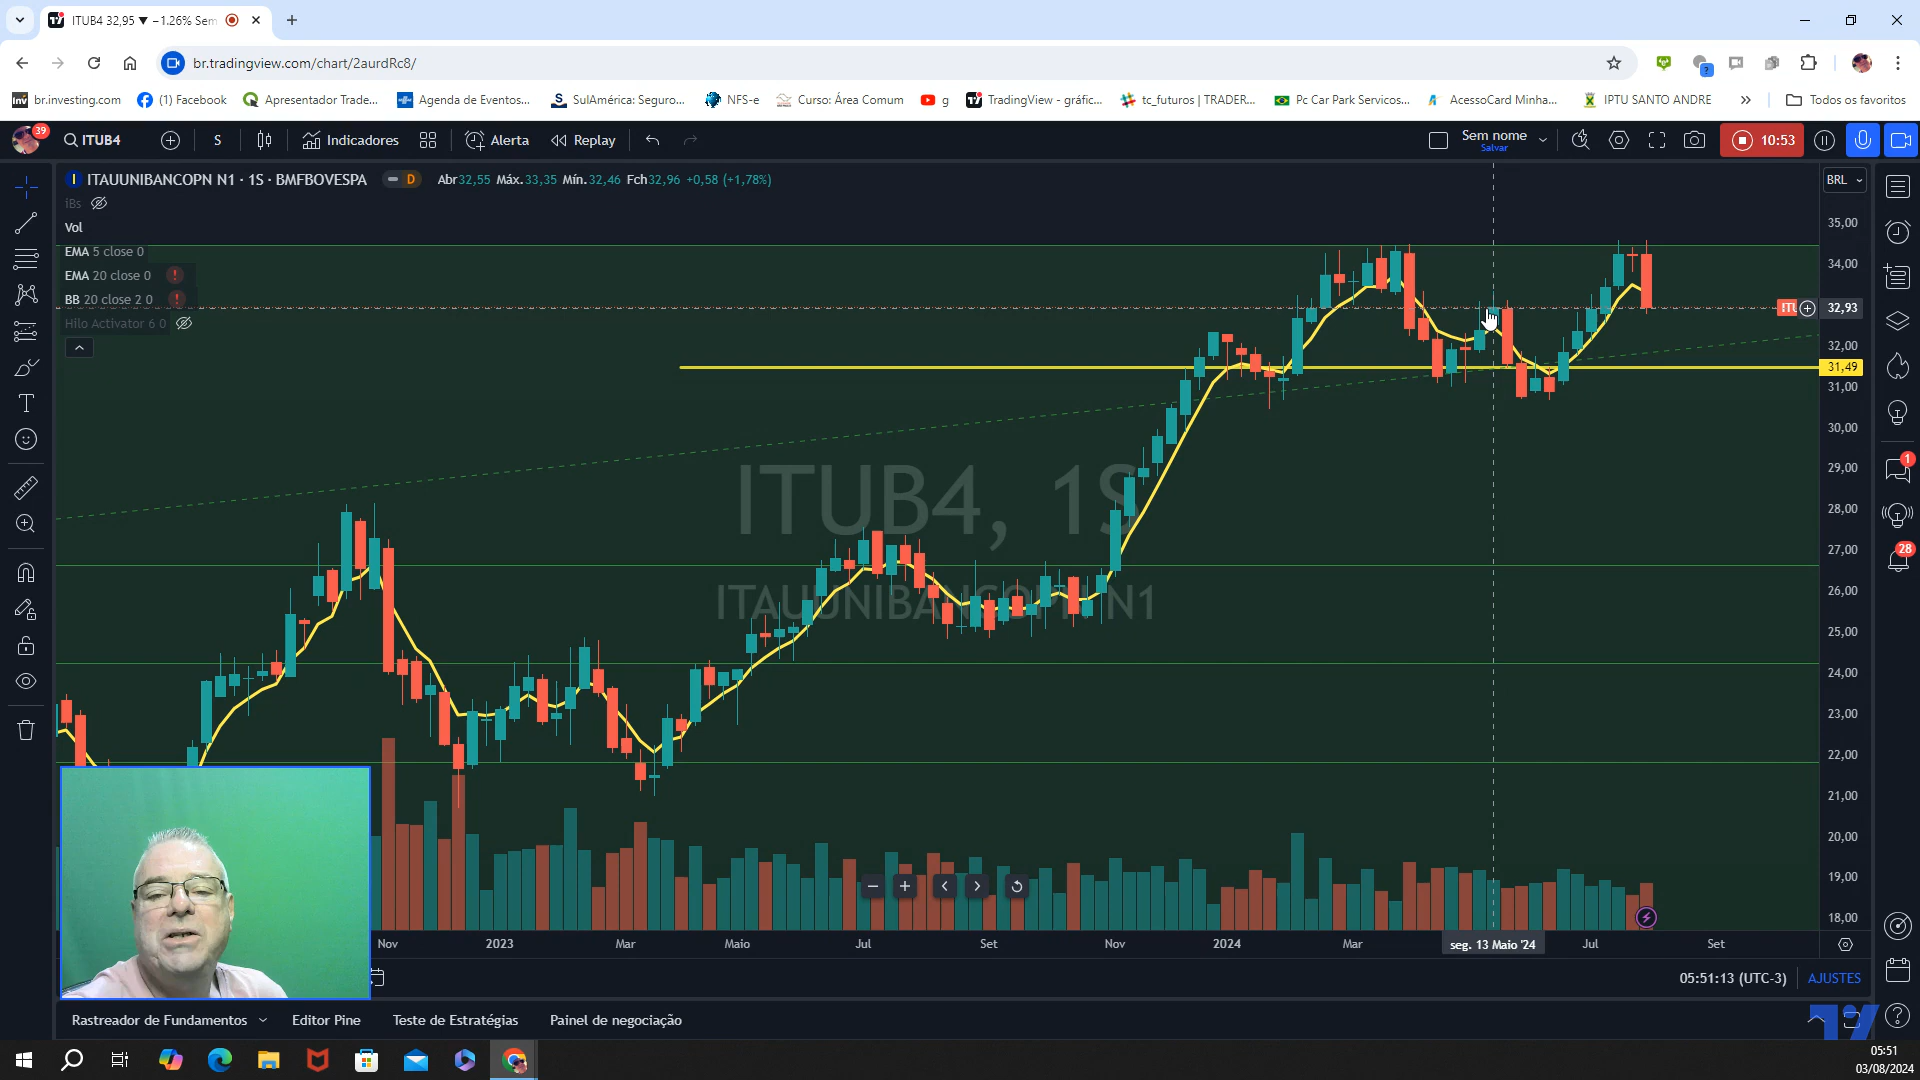 ITUB4 32,95 ▼ −1.26% Sem
br.tradingview.com/chart/2aurdRc8/
br.investing.com
(1) Facebook
Apresentador Trade...
Agenda de Eventos...
SulAmérica: Seguro...
NFS-e
Curso: Área Comum
g
TradingView - gráfic...
tc_futuros | TRADER...
Pc Car Park Servicos...
AcessoCard Minha...
IPTU SANTO ANDRE
Todos os favoritos
39
ITUB4
S
Indicadores
Alerta
Replay
Sem nome
Salvar
10:53
ITAUUNIBANCOPN N1 · 1S · BMFBOVESPA
D
Abr32,55 Máx.33,35 Mín.32,46 Fch32,96 +0,58 (+1,78%)
BRL
iBs
Vol
EMA 5 close 0
EMA 20 close 0
BB 20 close 2 0
Hilo Activator 6 0
35,00
34,00
32,93
32,00
31,49
31,00
30,00
29,00
28,00
27,00
26,00
25,00
24,00
23,00
22,00
21,00
20,00
19,00
18,00
ITUB4, 1S
ITAUUNIBANCOPN N1
1
28
Nov
2023
Mar
Maio
Jul
Set
Nov
2024
Mar
seg. 13 Maio '24
Jul
Set
05:51:13 (UTC-3)
AJUSTES
Rastreador de Fundamentos
Editor Pine
Teste de Estratégias
Painel de negociação
05:51
03/08/2024